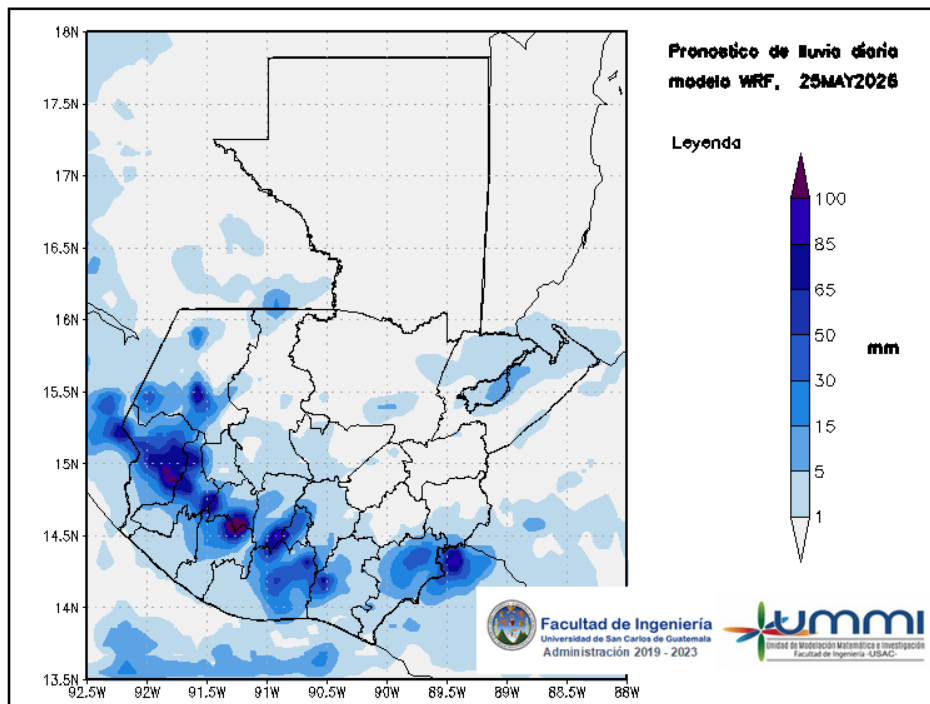 Pronostico de lluvia diaria
modelo WRF, 25MAY2026
Leyenda
100
85
65
50
30
15
5
1
mm
18N
17.5N
17N
16.5N
16N
15.5N
15N
14.5N
14N
13.5N
92.5W
92W
91.5W
91W
90.5W
90W
89.5W
89W
88.5W
88W
Facultad de Ingeniería
Universidad de San Carlos de Guatemala
Administración 2019 - 2023
UMMI
Unidad de Modelación Matemática e Investigación
Facultad de Ingeniería -USAC-